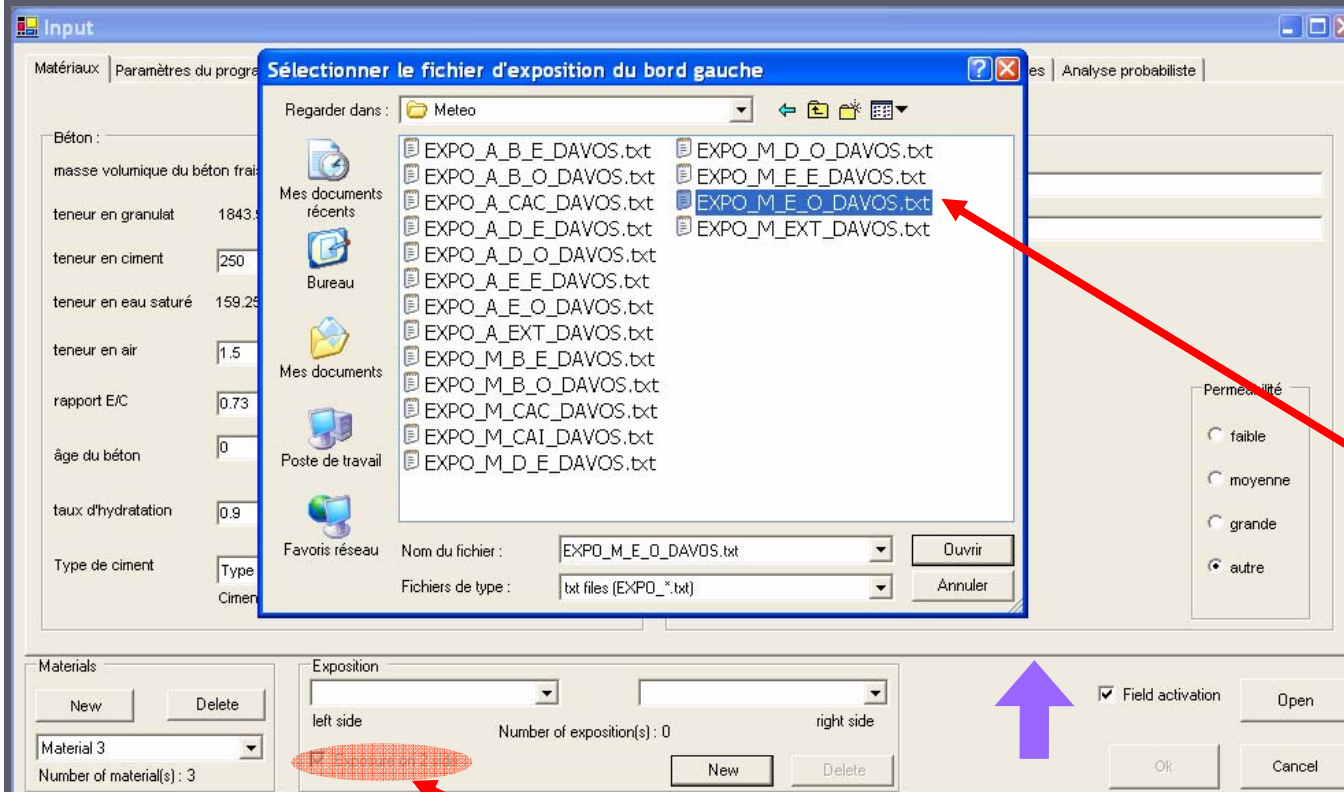 Input
Matériaux Paramètres du progra es Analyse probabiliste
Sélectionner le fichier d'exposition du bord gauche
Regarder dans : Meteo
Mes documents récents
Bureau
Mes documents
Poste de travail
Favoris réseau
EXPO_A_B_E_DAVOS.txt
EXPO_A_B_O_DAVOS.txt
EXPO_A_CAC_DAVOS.txt
EXPO_A_D_E_DAVOS.txt
EXPO_A_D_O_DAVOS.txt
EXPO_A_E_E_DAVOS.txt
EXPO_A_E_O_DAVOS.txt
EXPO_A_EXT_DAVOS.txt
EXPO_M_B_E_DAVOS.txt
EXPO_M_B_O_DAVOS.txt
EXPO_M_CAC_DAVOS.txt
EXPO_M_CAI_DAVOS.txt
EXPO_M_D_E_DAVOS.txt
EXPO_M_D_O_DAVOS.txt
EXPO_M_E_E_DAVOS.txt
EXPO_M_E_O_DAVOS.txt
EXPO_M_EXT_DAVOS.txt
Nom du fichier : EXPO_M_E_O_DAVOS.txt Ouvrir
Fichiers de type : txt files (EXPO_*.txt) Annuler
Béton :
masse volumique du béton frais
teneur en granulat 1843.9
teneur en ciment 250
teneur en eau saturé 159.25
teneur en air 1.5
rapport E/C 0.73
âge du béton 0
taux d'hydratation 0.9
Type de ciment Type
Cimen
Perméabilité
faible
moyenne
grande
autre
Materials
New Delete
Material 3
Number of material(s) : 3
Exposition
left side right side
Number of exposition(s) : 0
Exposure on 2 side
New Delete
Field activation Open
Ok Cancel